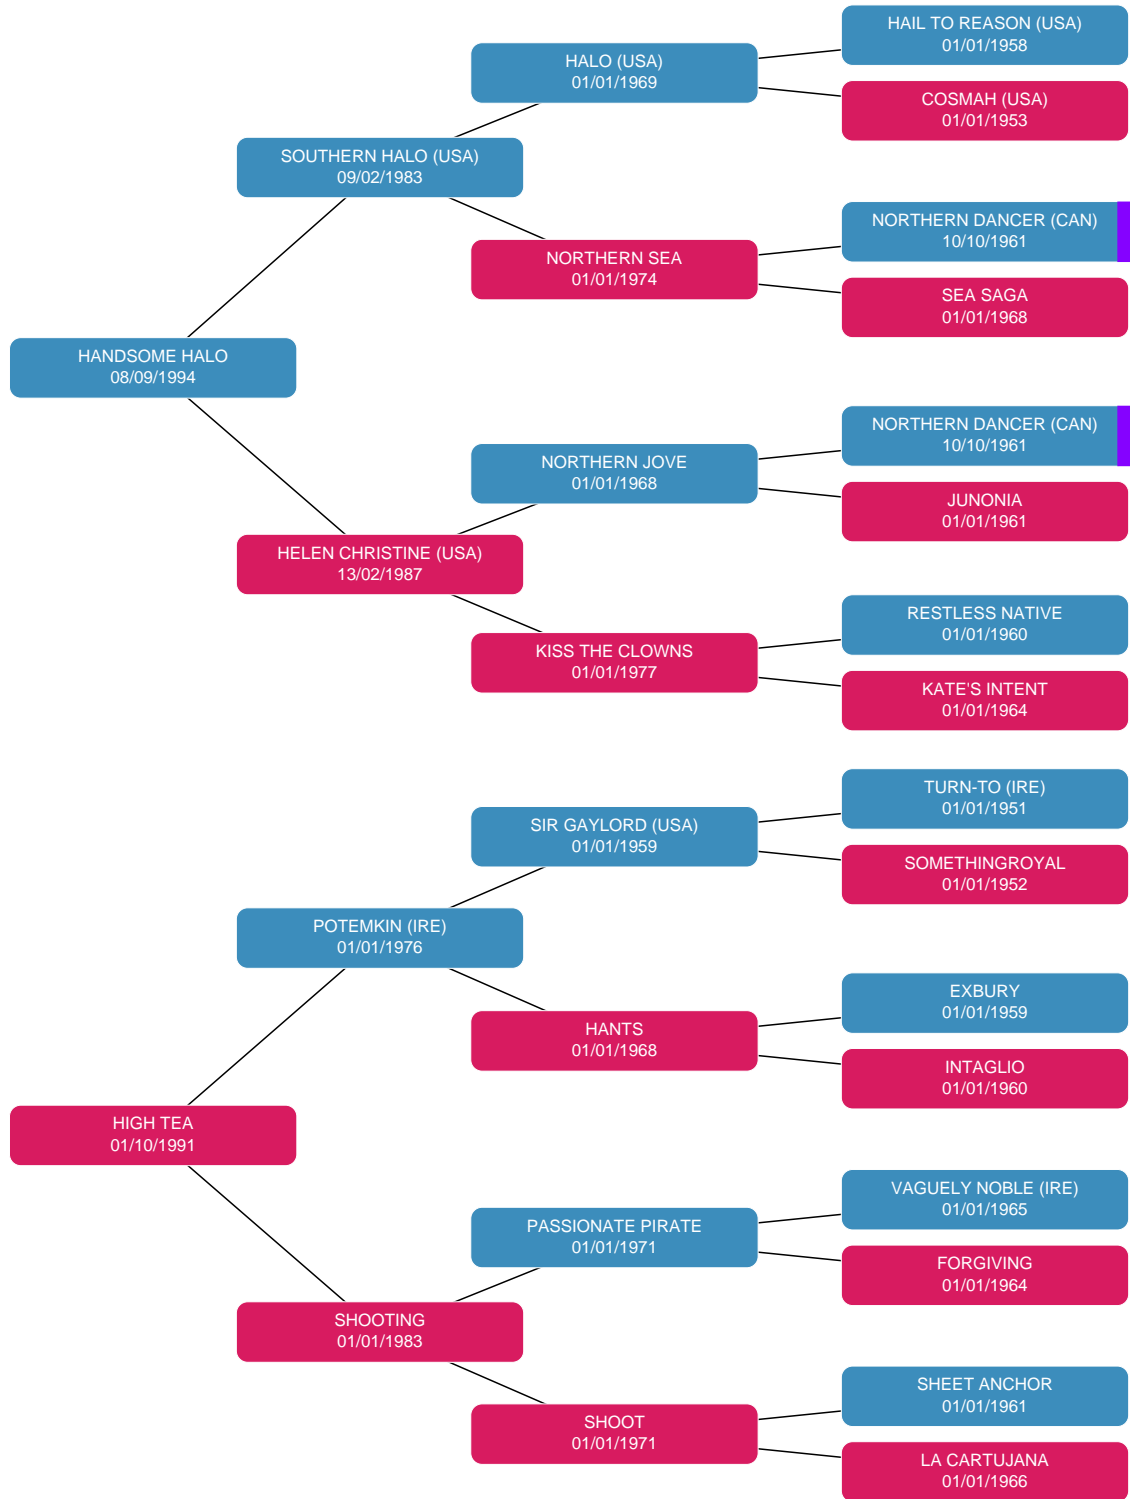 HAIL TO REASON (USA)
01/01/1958
HALO (USA)
01/01/1969
COSMAH (USA)
01/01/1953
SOUTHERN HALO (USA)
09/02/1983
NORTHERN DANCER (CAN)
10/10/1961
NORTHERN SEA
01/01/1974
SEA SAGA
01/01/1968
HANDSOME HALO
08/09/1994
NORTHERN DANCER (CAN)
10/10/1961
NORTHERN JOVE
01/01/1968
JUNONIA
01/01/1961
HELEN CHRISTINE (USA)
13/02/1987
RESTLESS NATIVE
01/01/1960
KISS THE CLOWNS
01/01/1977
KATE'S INTENT
01/01/1964
TURN-TO (IRE)
01/01/1951
SIR GAYLORD (USA)
01/01/1959
SOMETHINGROYAL
01/01/1952
POTEMKIN (IRE)
01/01/1976
EXBURY
01/01/1959
HANTS
01/01/1968
INTAGLIO
01/01/1960
HIGH TEA
01/10/1991
VAGUELY NOBLE (IRE)
01/01/1965
PASSIONATE PIRATE
01/01/1971
FORGIVING
01/01/1964
SHOOTING
01/01/1983
SHEET ANCHOR
01/01/1961
SHOOT
01/01/1971
LA CARTUJANA
01/01/1966